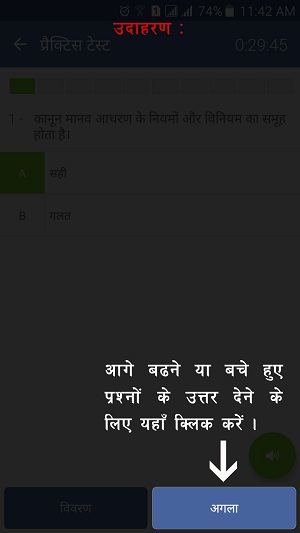 74% 11:42 AM
उदाहरण :
प्रैक्टिस टेस्ट 0:29:45
1 - कानून मानव आचरण के नियमों और विनियम का समूह
होता है।
A सही
B गलत
आगे बढने या बचे हुए
प्रश्नों के उत्तर देने के
लिए यहाँ क्लिक करें ।
विवरण अगला